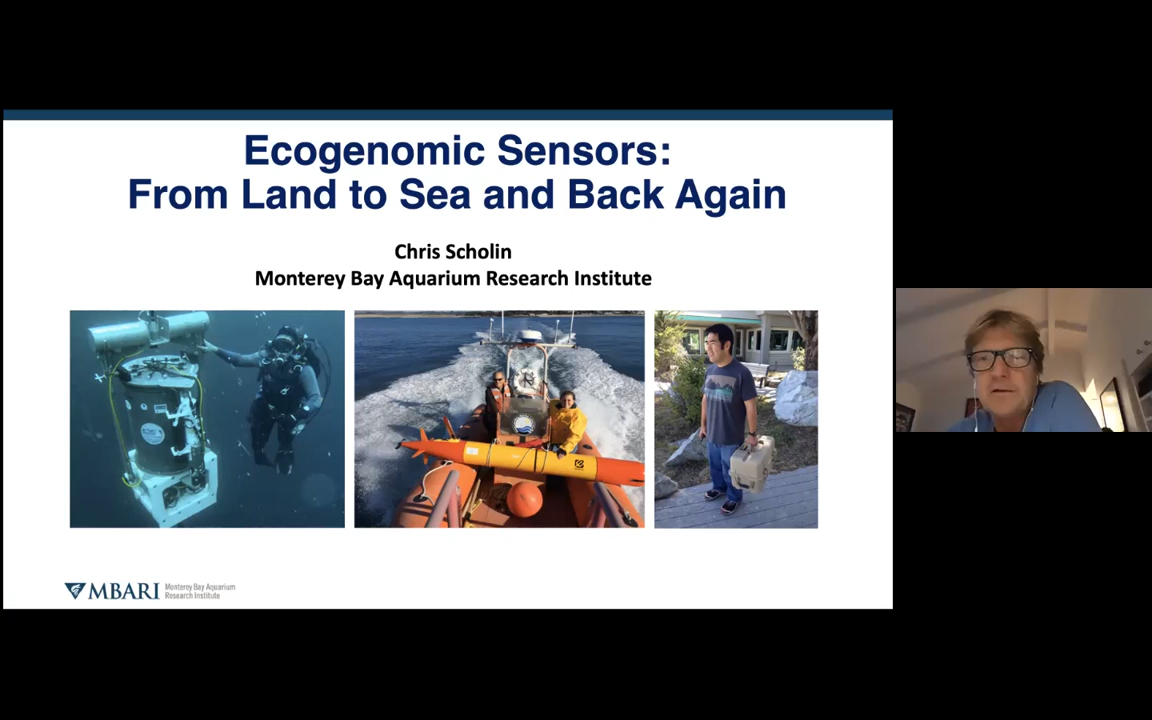 Ecogenomic Sensors:
From Land to Sea and Back Again
Chris Scholin
Monterey Bay Aquarium Research Institute
MBARI
Monterey Bay Aquarium
Research Institute